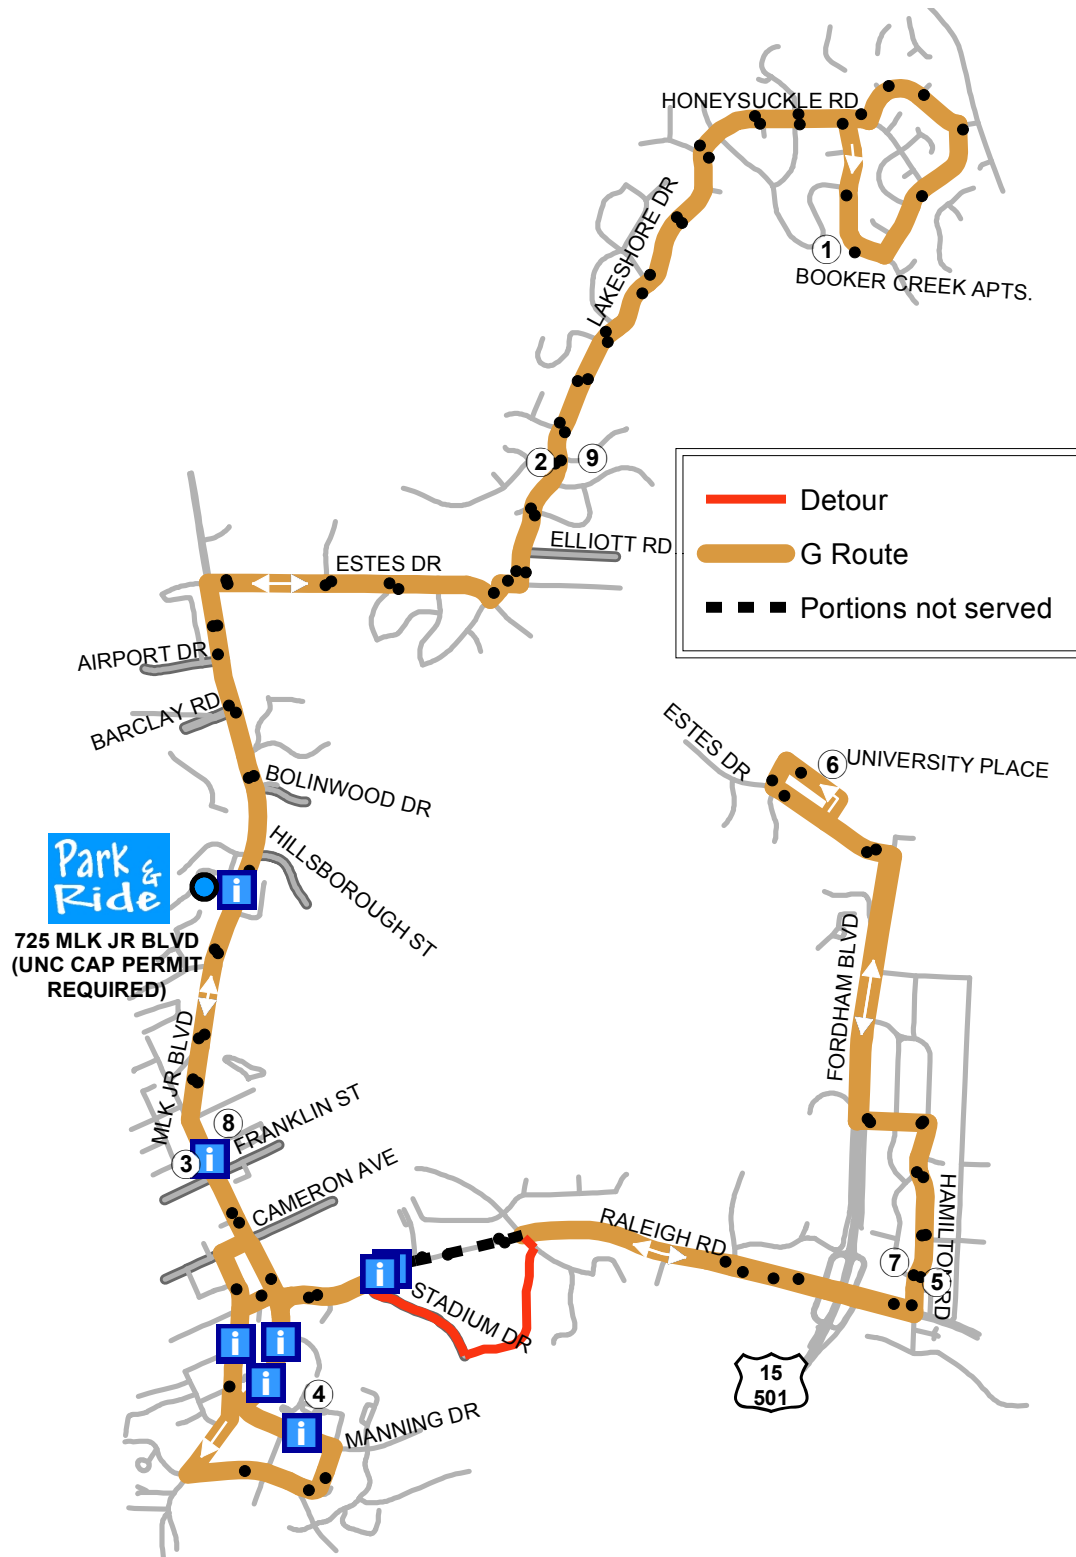 HONEYSUCKLE RD
LAKESHORE DR
1
BOOKER CREEK APTS.
2
9
Detour
G Route
Portions not served
ELLIOTT RD
ESTES DR
AIRPORT DR
BARCLAY RD
BOLINWOOD DR
ESTES DR
6
UNIVERSITY PLACE
HILLSBOROUGH ST
Park &
Ride
i
725 MLK JR BLVD
(UNC CAP PERMIT
REQUIRED)
FORDHAM BLVD
MLK JR BLVD
8
FRANKLIN ST
3
i
CAMERON AVE
HAMILTON RD
RALEIGH RD
7
5
i
STADIUM DR
i
i
i
15
501
4
i
MANNING DR